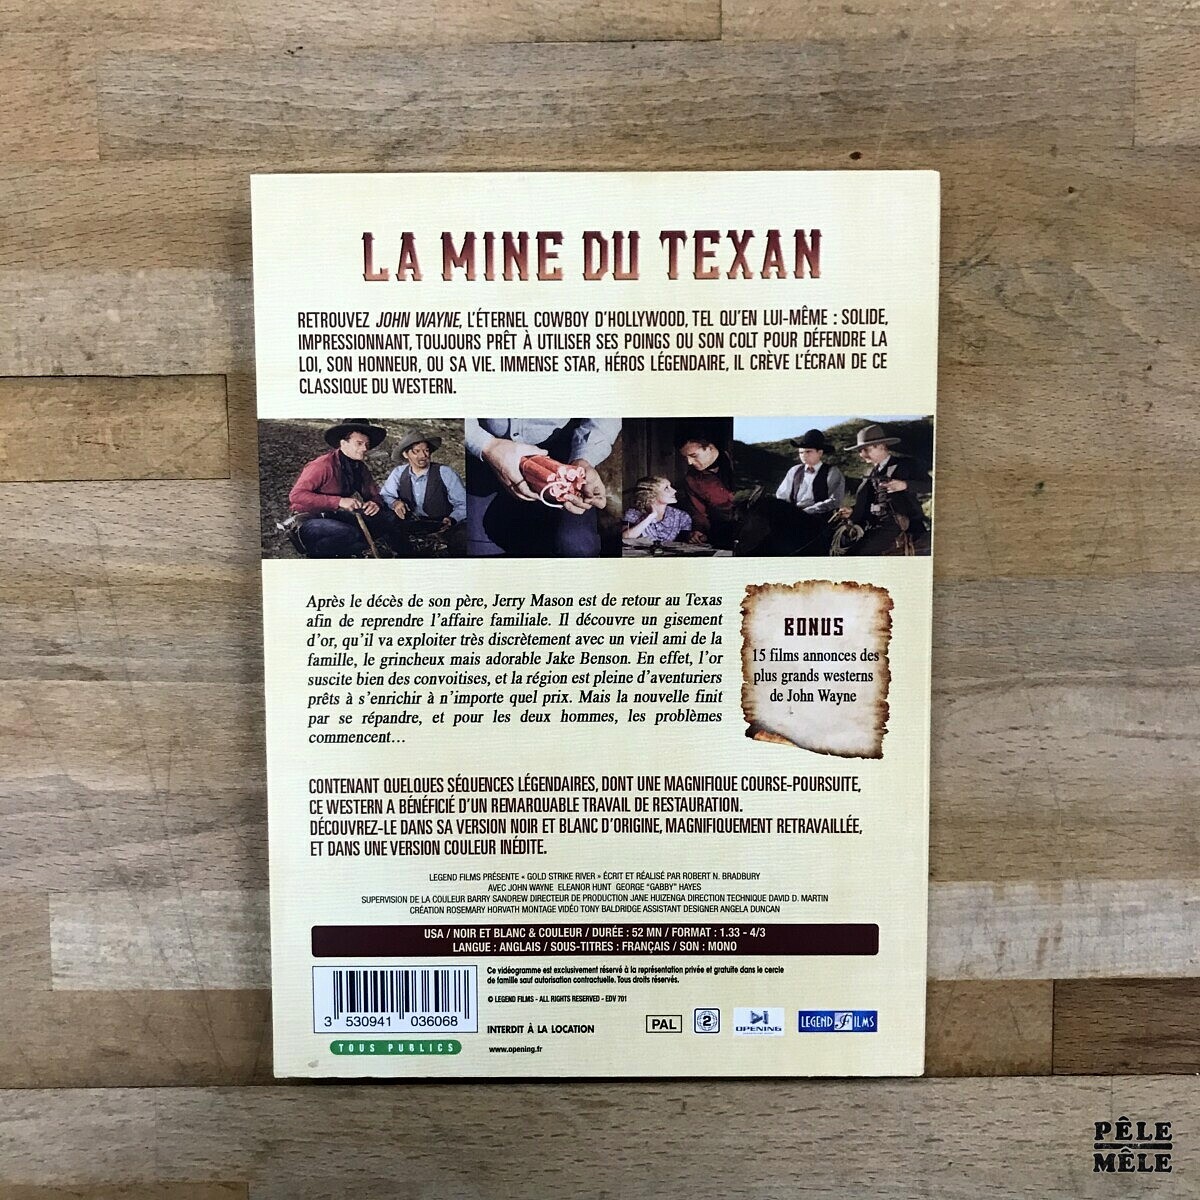 LA MINE DU TEXAN
RETROUVEZ JOHN WAYNE, L'ÉTERNEL COWBOY D'HOLLYWOOD, TEL QU'EN LUI-MÊME : SOLIDE,
IMPRESSIONNANT, TOUJOURS PRÊT À UTILISER SES POINGS OU SON COLT POUR DÉFENDRE LA
LOI, SON HONNEUR, OU SA VIE. IMMENSE STAR, HÉROS LÉGENDAIRE, IL CRÈVE L'ÉCRAN DE CE
CLASSIQUE DU WESTERN.
Après le décès de son père, Jerry Mason est de retour au Texas
afin de reprendre l'affaire familiale. Il découvre un gisement
d'or, qu'il va exploiter très discrètement avec un vieil ami de la
famille, le grincheux mais adorable Jake Benson. En effet, l'or
suscite bien des convoitises, et la région est pleine d'aventuriers
prêts à s'enrichir à n'importe quel prix. Mais la nouvelle finit
par se répandre, et pour les deux hommes, les problèmes
commencent...
BONUS
15 films annonces des
plus grands westerns
de John Wayne
CONTENANT QUELQUES SÉQUENCES LÉGENDAIRES, DONT UNE MAGNIFIQUE COURSE-POURSUITE,
CE WESTERN A BÉNÉFICIÉ D'UN REMARQUABLE TRAVAIL DE RESTAURATION.
DÉCOUVREZ-LE DANS SA VERSION NOIR ET BLANC D'ORIGINE, MAGNIFIQUEMENT RETRAVAILLÉE,
ET DANS UNE VERSION COULEUR INÉDITE.
LEGEND FILMS PRÉSENTE « GOLD STRIKE RIVER » ÉCRIT ET RÉALISÉ PAR ROBERT N. BRADBURY
AVEC JOHN WAYNE ELEANOR HUNT GEORGE "GABBY" HAYES
SUPERVISION DE LA COULEUR BARRY SANDREW DIRECTEUR DE PRODUCTION JANE HUIZENGA DIRECTION TECHNIQUE DAVID D. MARTIN
CRÉATION ROSEMARY HORVATH MONTAGE VIDÉO TONY BALDRIDGE ASSISTANT DESIGNER ANGELA DUNCAN
USA / NOIR ET BLANC & COULEUR / DURÉE : 52 MN / FORMAT : 1.33 - 4/3
LANGUE : ANGLAIS / SOUS-TITRES : FRANÇAIS / SON : MONO
Ce vidéogramme est exclusivement réservé à la représentation privée et gratuite dans le cercle
de famille sauf autorisation contractuelle. Tous droits réservés.
© LEGEND FILMS - ALL RIGHTS RESERVED - EDV 701
3 530941 036068
INTERDIT À LA LOCATION
PAL
2
OPENING
LEGEND FILMS
TOUS PUBLICS
www.opening.fr
PÊLE
MÊLE